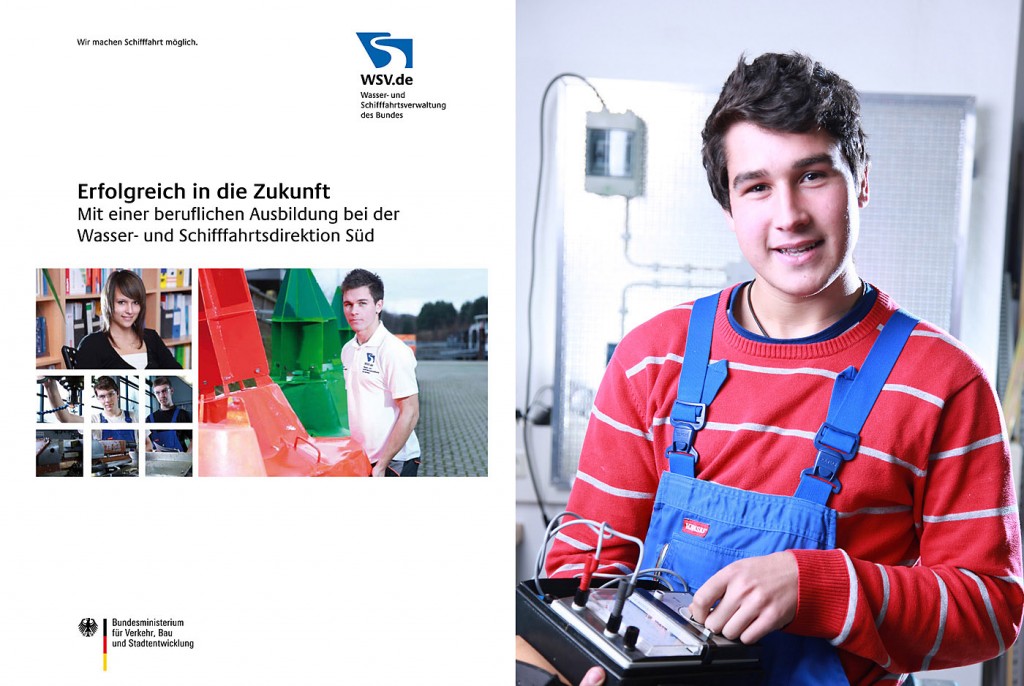 Wir machen Schifffahrt möglich.
WSV.de
Wasser- und
Schifffahrtsverwaltung
des Bundes
Erfolgreich in die Zukunft
Mit einer beruflichen Ausbildung bei der
Wasser- und Schifffahrtsdirektion Süd
Bundesministerium
für Verkehr, Bau
und Stadtentwicklung